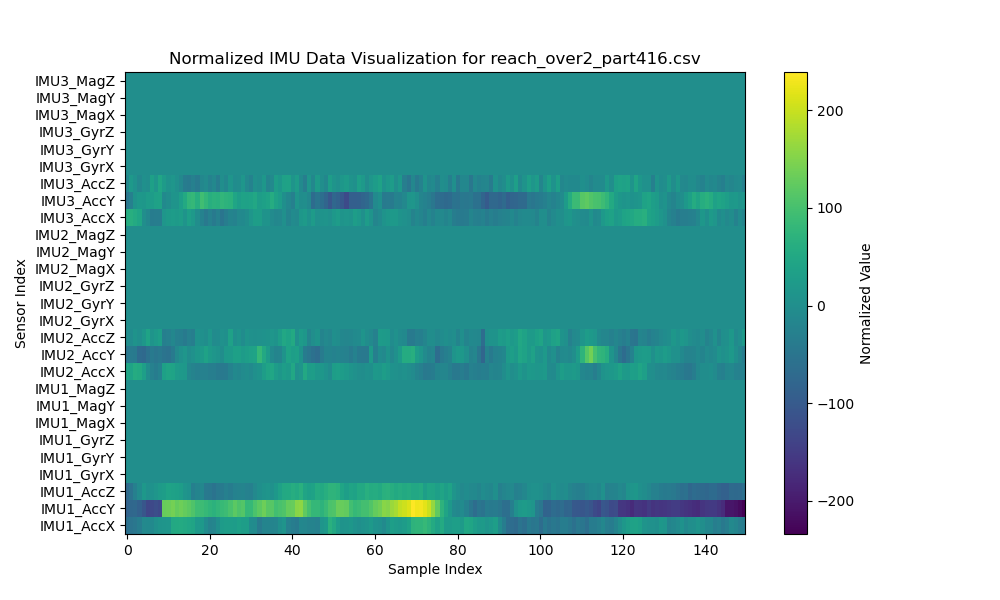 Normalized IMU Data Visualization for reach_over2_part416.csv
IMU3_MagZ
IMU3_MagY
IMU3_MagX
IMU3_GyrZ
IMU3_GyrY
IMU3_GyrX
IMU3_AccZ
IMU3_AccY
IMU3_AccX
IMU2_MagZ
IMU2_MagY
IMU2_MagX
IMU2_GyrZ
IMU2_GyrY
IMU2_GyrX
IMU2_AccZ
IMU2_AccY
IMU2_AccX
IMU1_MagZ
IMU1_MagY
IMU1_MagX
IMU1_GyrZ
IMU1_GyrY
IMU1_GyrX
IMU1_AccZ
IMU1_AccY
IMU1_AccX
Sensor Index
0 20 40 60 80 100 120 140
Sample Index
200
100
0
−100
−200
Normalized Value